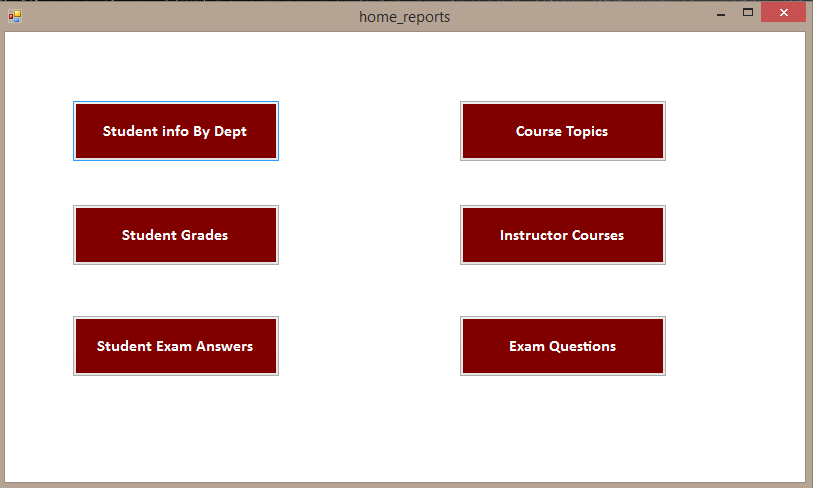 home_reports
Student info By Dept
Course Topics
Student Grades
Instructor Courses
Student Exam Answers
Exam Questions